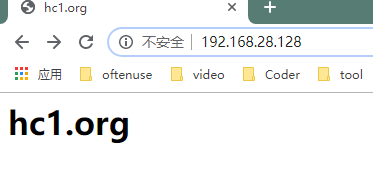 hc1.org
不安全 192.168.28.128
应用 oftenuse video Coder tool
hc1.org